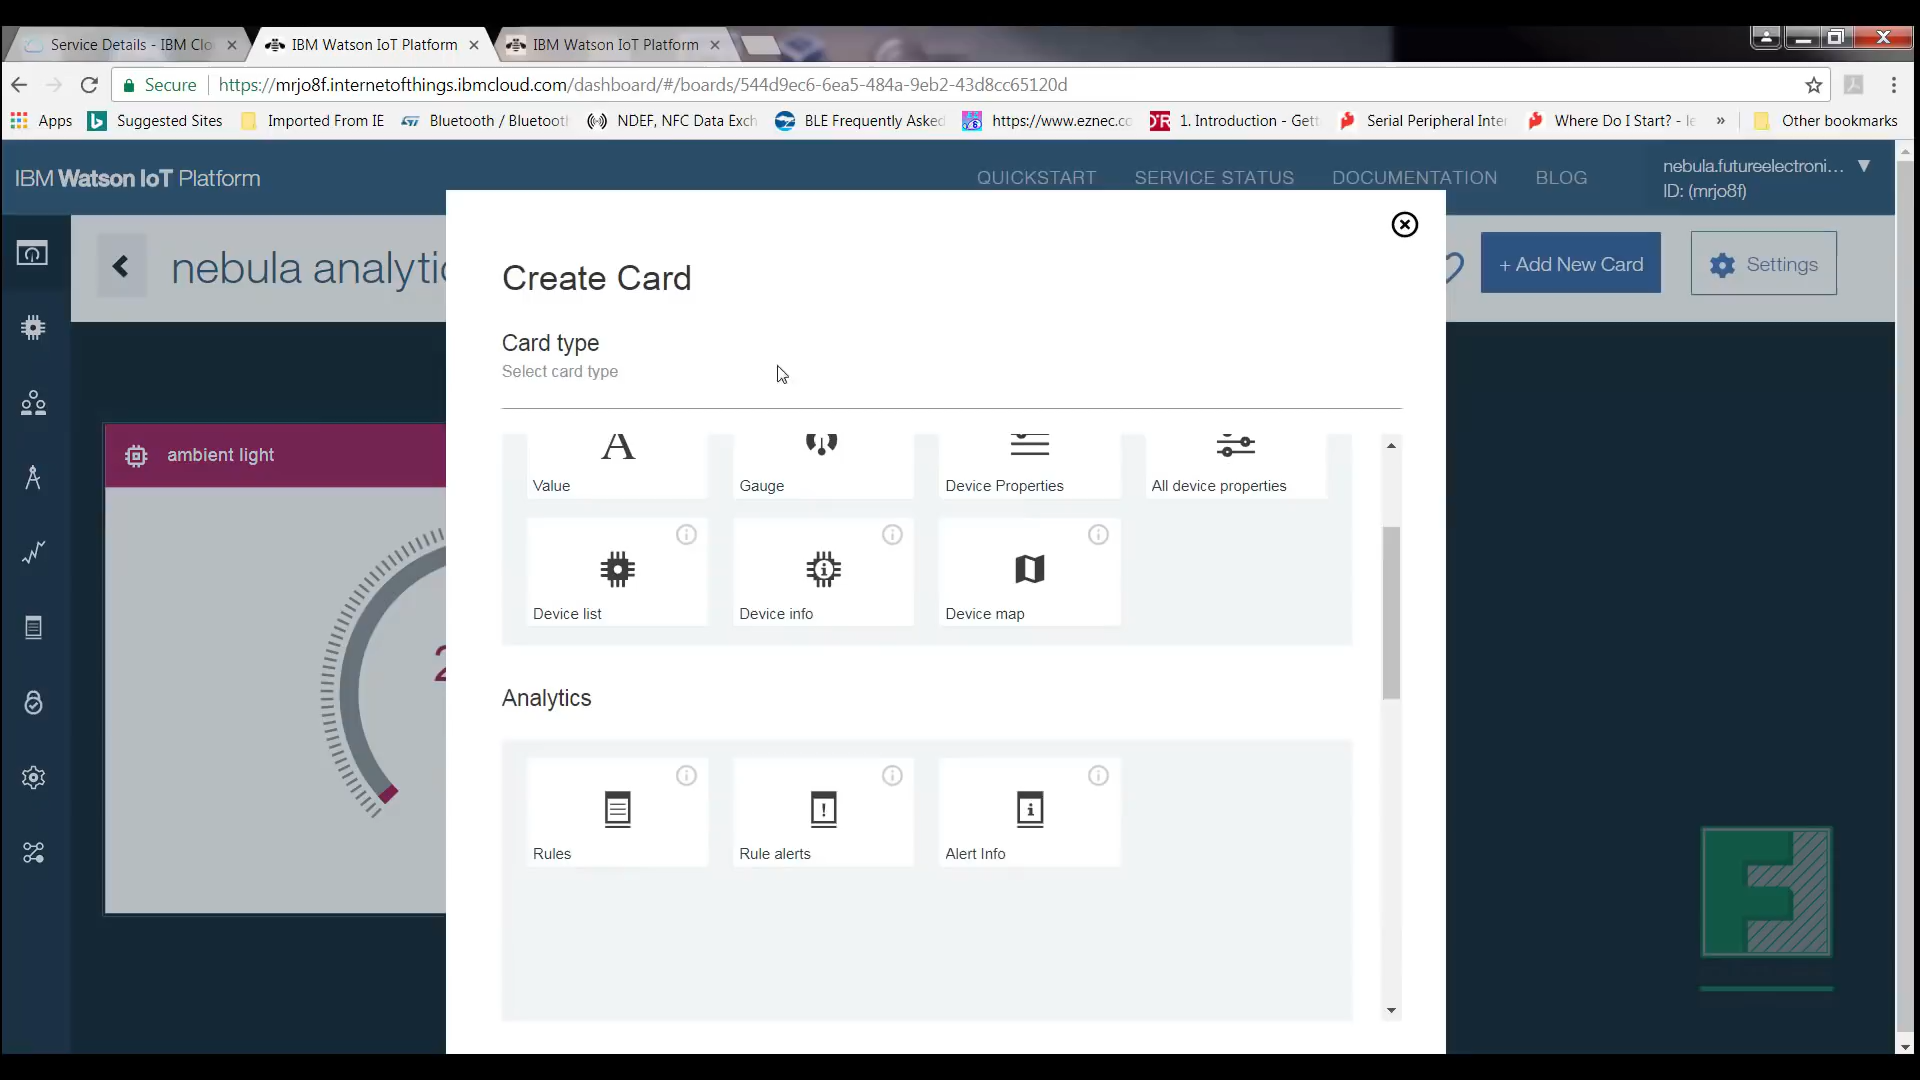 Service Details - IBM Clo
IBM Watson IoT Platform
IBM Watson IoT Platform
Secure
https://mrjo8f.internetofthings.ibmcloud.com/dashboard/#/boards/544d9ec6-6ea5-484a-9eb2-43d8cc65120d
Apps
Suggested Sites
Imported From IE
Bluetooth / Bluetooth
NDEF, NFC Data Exch
BLE Frequently Asked
https://www.eznec.co
1. Introduction - Gett
Serial Peripheral Inter
Where Do I Start? - le
»
Other bookmarks
IBM Watson IoT Platform
QUICKSTART
SERVICE STATUS
DOCUMENTATION
BLOG
nebula.futureelectroni...
ID: (mrjo8f)
nebula analytic
+ Add New Card
Settings
Create Card
Card type
Select card type
ambient light
2
Value
Gauge
Device Properties
All device properties
Device list
Device info
Device map
Analytics
Rules
Rule alerts
Alert Info